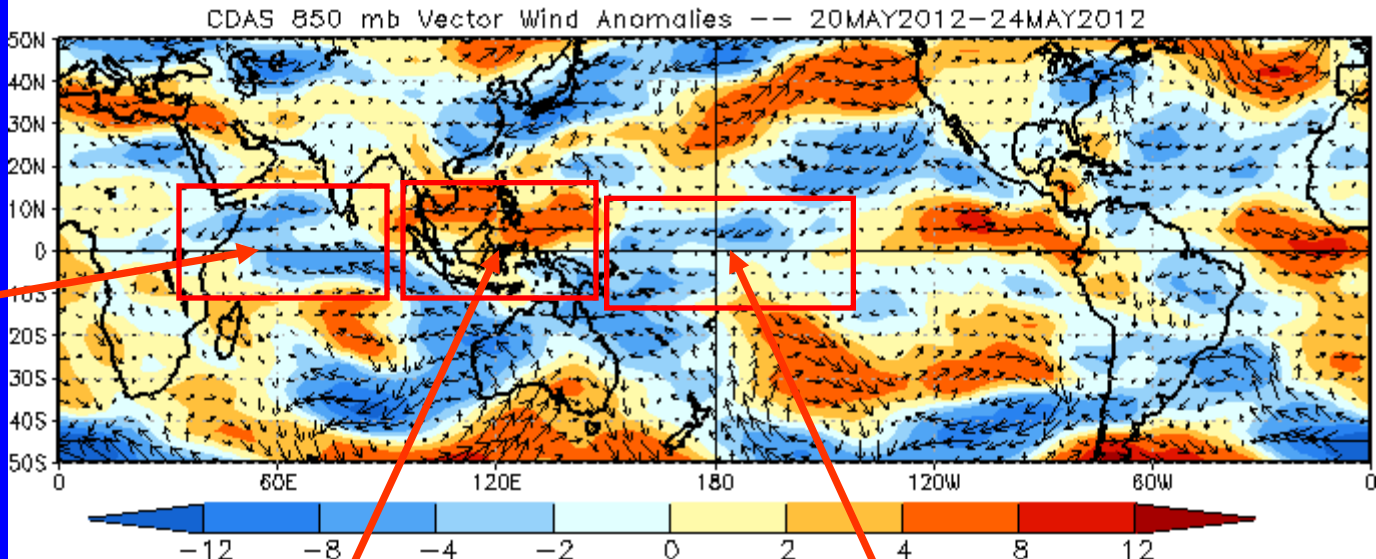 CDAS 850 mb Vector Wind Anomalies -- 20MAY2012-24MAY2012
50N
40N
30N
20N
10N
0
10S
20S
30S
40S
50S
0 60E 120E 180 120W 60W 0
-12 -8 -4 -2 0 2 4 8 12